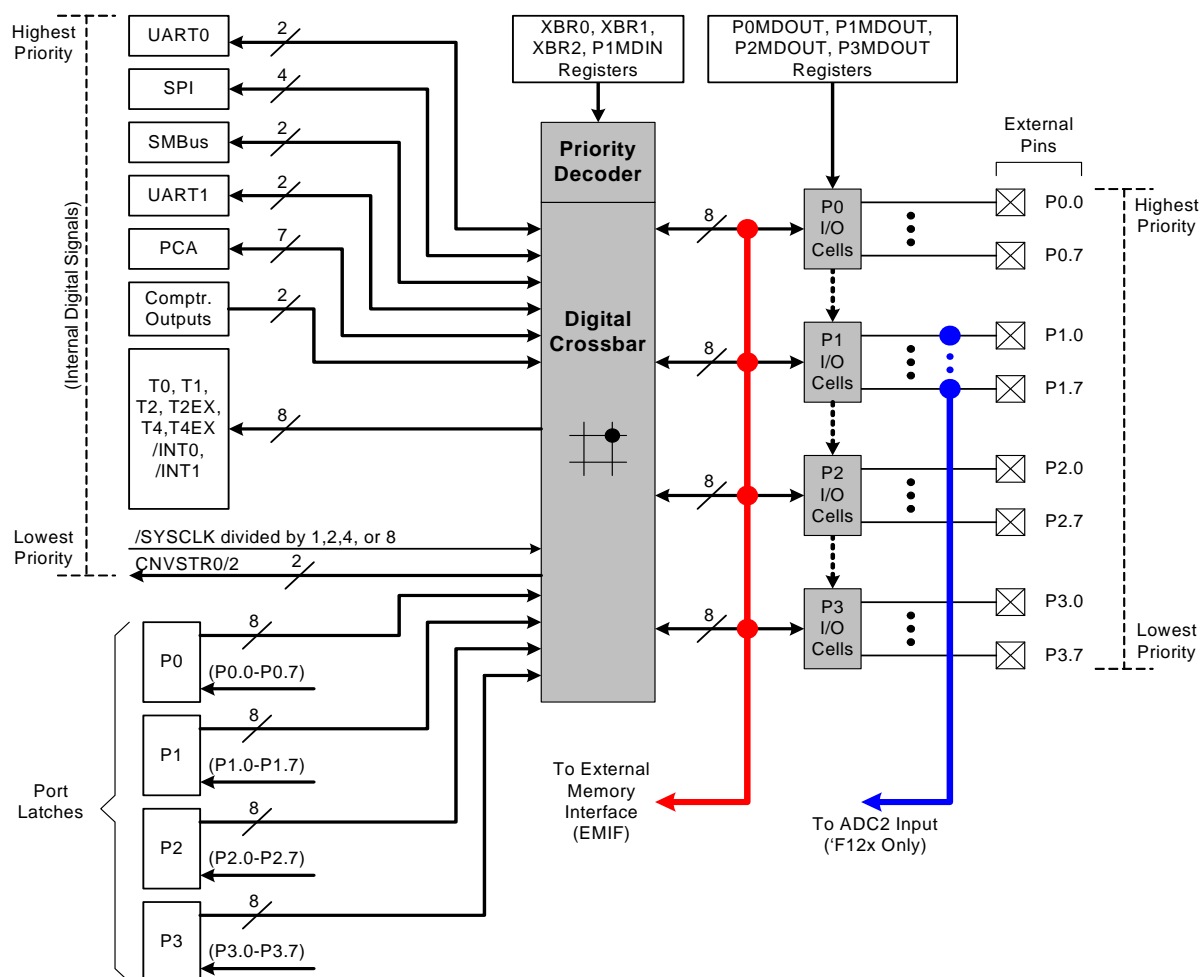 Highest
Priority
UART0
2
SPI
4
SMBus
2
UART1
2
PCA
7
Comptr.
Outputs
2
T0, T1,
T2, T2EX,
T4,T4EX
/INT0,
/INT1
8
(Internal Digital Signals)
Lowest
Priority
/SYSCLK divided by 1,2,4, or 8
CNVSTR0/2
2
XBR0, XBR1,
XBR2, P1MDIN
Registers
P0MDOUT, P1MDOUT,
P2MDOUT, P3MDOUT
Registers
Priority
Decoder
Digital
Crossbar
8
8
8
8
P0
I/O
Cells
P1
I/O
Cells
P2
I/O
Cells
P3
I/O
Cells
External
Pins
P0.0
P0.7
P1.0
P1.7
P2.0
P2.7
P3.0
P3.7
Highest
Priority
Lowest
Priority
Port
Latches
P0
8
(P0.0-P0.7)
P1
8
(P1.0-P1.7)
P2
8
(P2.0-P2.7)
P3
8
(P3.0-P3.7)
To External
Memory
Interface
(EMIF)
To ADC2 Input
(‘F12x Only)